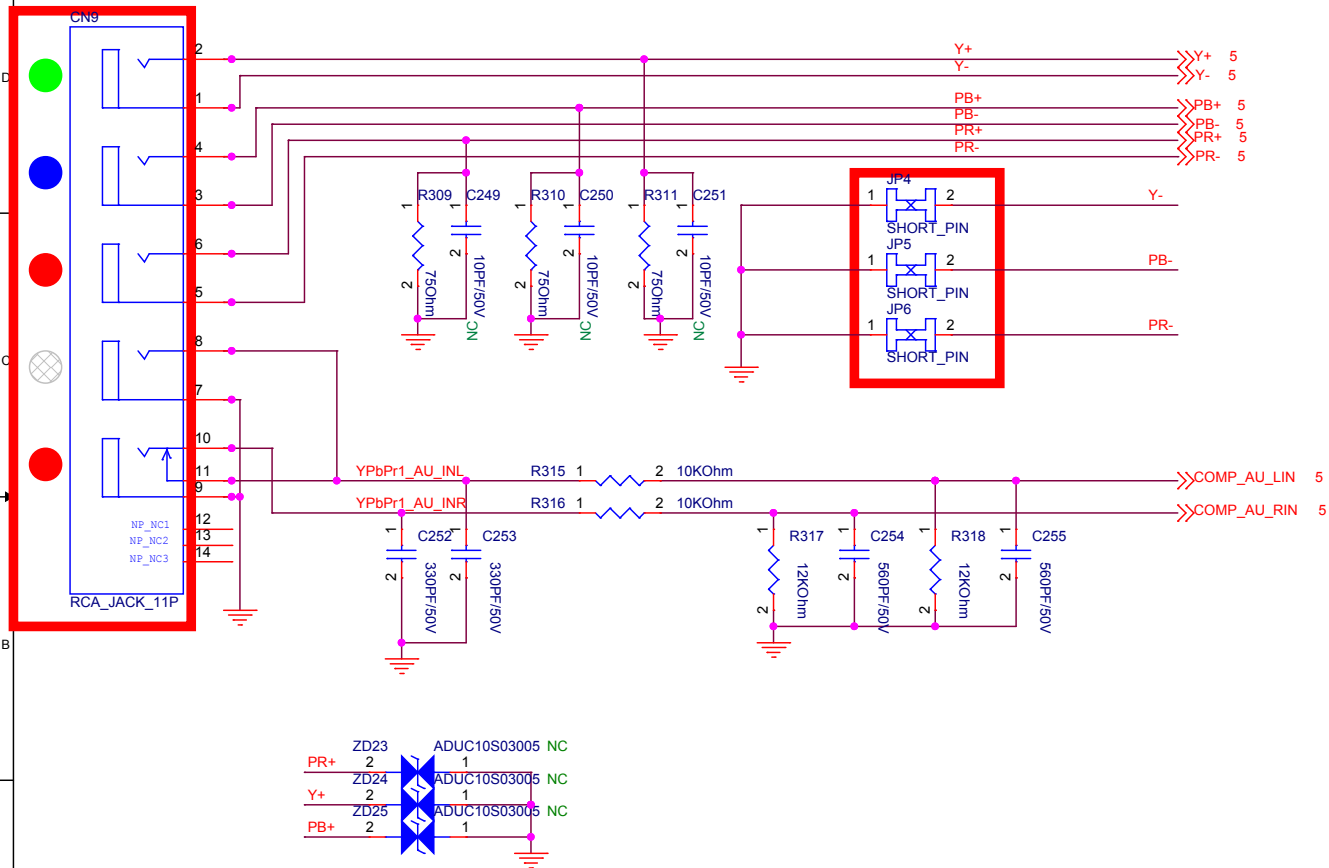 CN9
2
Y+
Y+ 5
Y-
Y- 5
D
1
PB+
PB+ 5
PB-
PB- 5
PR+
PR+ 5
4
PR-
PR- 5
3
R309
C249
R310
C250
R311
C251
1
1
1
1
1
1
2
2
2
2
2
2
75Ohm
10PF/50V
75Ohm
10PF/50V
75Ohm
10PF/50V
NC
NC
NC
JP4
1
2
Y-
SHORT_PIN
JP5
1
2
PB-
SHORT_PIN
JP6
1
2
PR-
SHORT_PIN
6
5
8
C
7
10
11
YPbPr1_AU_INL
R315 1
2 10KOhm
COMP_AU_LIN 5
9
YPbPr1_AU_INR
R316 1
2 10KOhm
COMP_AU_RIN 5
NP_NC1
12
NP_NC2
13
NP_NC3
14
RCA_JACK_11P
1
C252
1
C253
2
2
330PF/50V
330PF/50V
1
R317
1
C254
1
R318
1
C255
2
2
2
2
12KOhm
560PF/50V
12KOhm
560PF/50V
B
ZD23
ADUC10S03005 NC
PR+
2
1
ZD24
ADUC10S03005 NC
Y+
2
1
ZD25
ADUC10S03005 NC
PB+
2
1